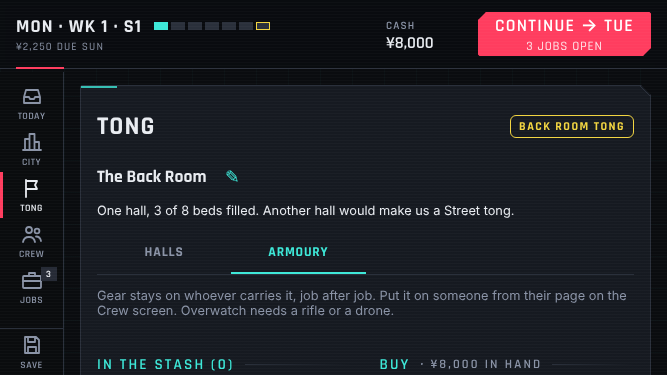 MON · WK 1 · S1
¥2,250 DUE SUN
CASH
¥8,000
CONTINUE → TUE
3 JOBS OPEN
TODAY
CITY
TONG
CREW
3
JOBS
SAVE
TONG
BACK ROOM TONG
The Back Room ✎
One hall, 3 of 8 beds filled. Another hall would make us a Street tong.
HALLS
ARMOURY
Gear stays on whoever carries it, job after job. Put it on someone from their page on the
Crew screen. Overwatch needs a rifle or a drone.
IN THE STASH (0)
BUY · ¥8,000 IN HAND